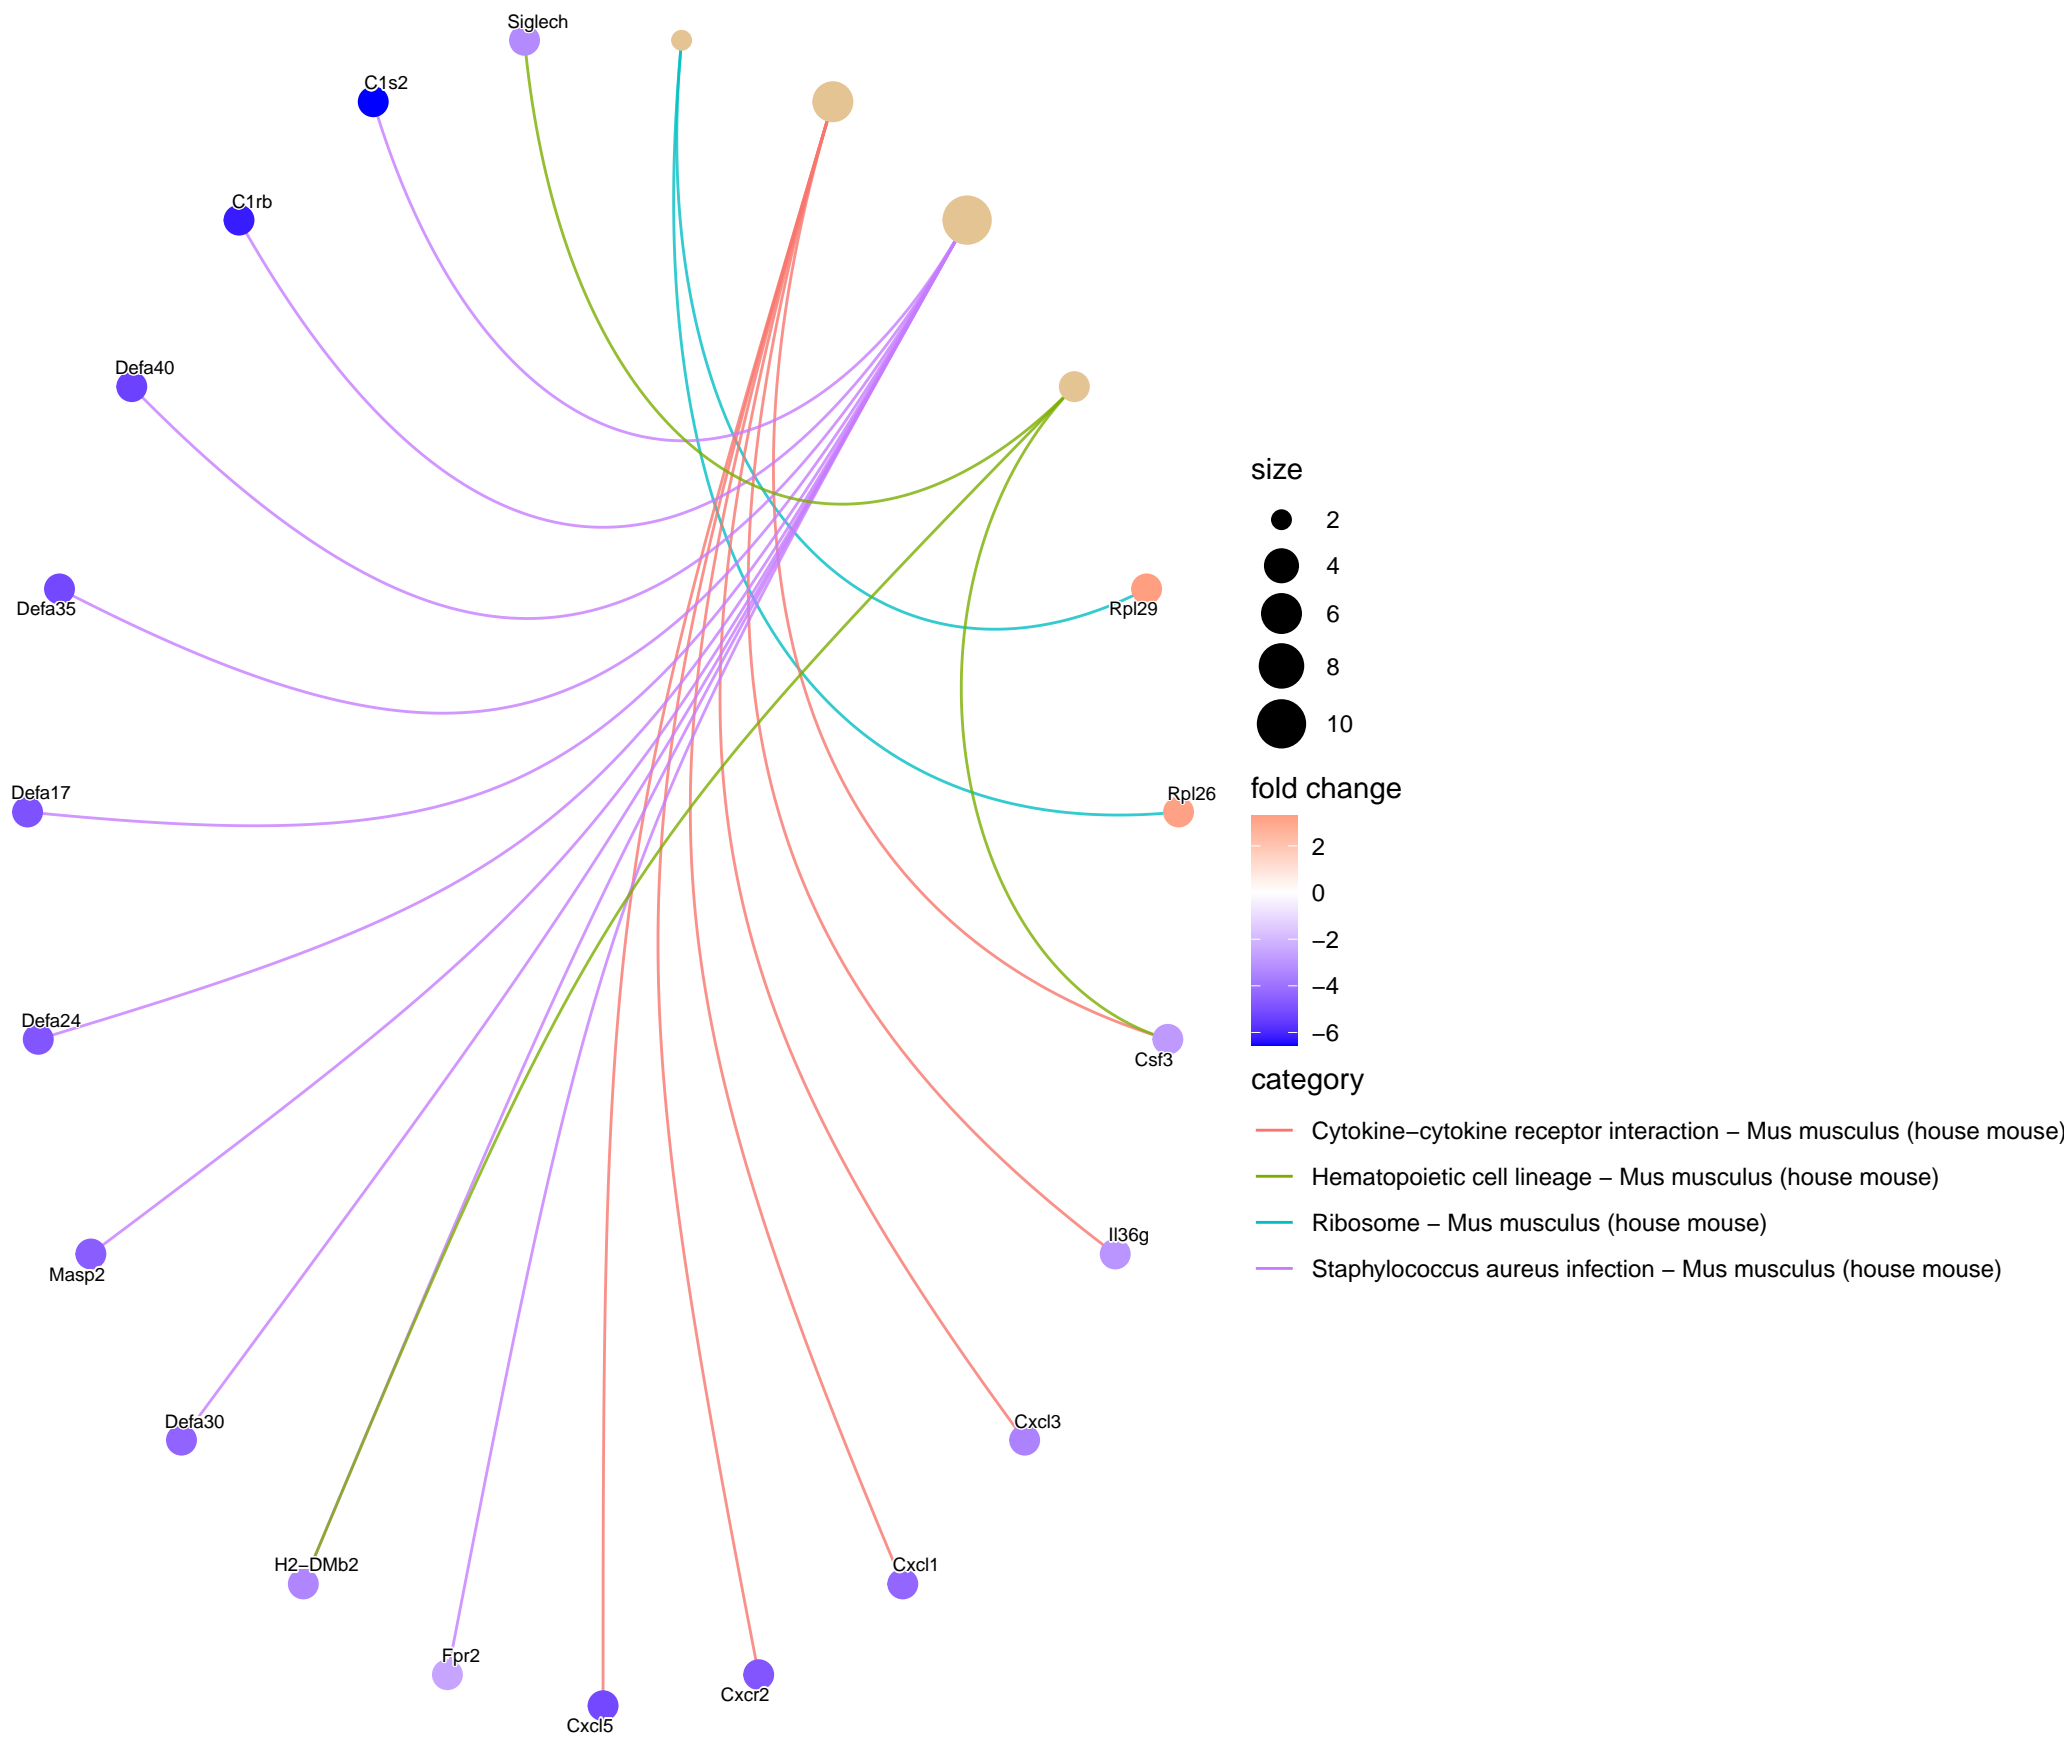 Siglech
C1s2
C1rb
Defa40
Defa35
Rpl29
Defa17
Rpl26
Defa24
Csf3
Masp2
Il36g
Defa30
Cxcl3
H2−DMb2
Cxcl1
Fpr2
Cxcr2
Cxcl5
size
2
4
6
8
10
fold change
2
0
−2
−4
−6
category
Cytokine−cytokine receptor interaction − Mus musculus (house mouse)
Hematopoietic cell lineage − Mus musculus (house mouse)
Ribosome − Mus musculus (house mouse)
Staphylococcus aureus infection − Mus musculus (house mouse)